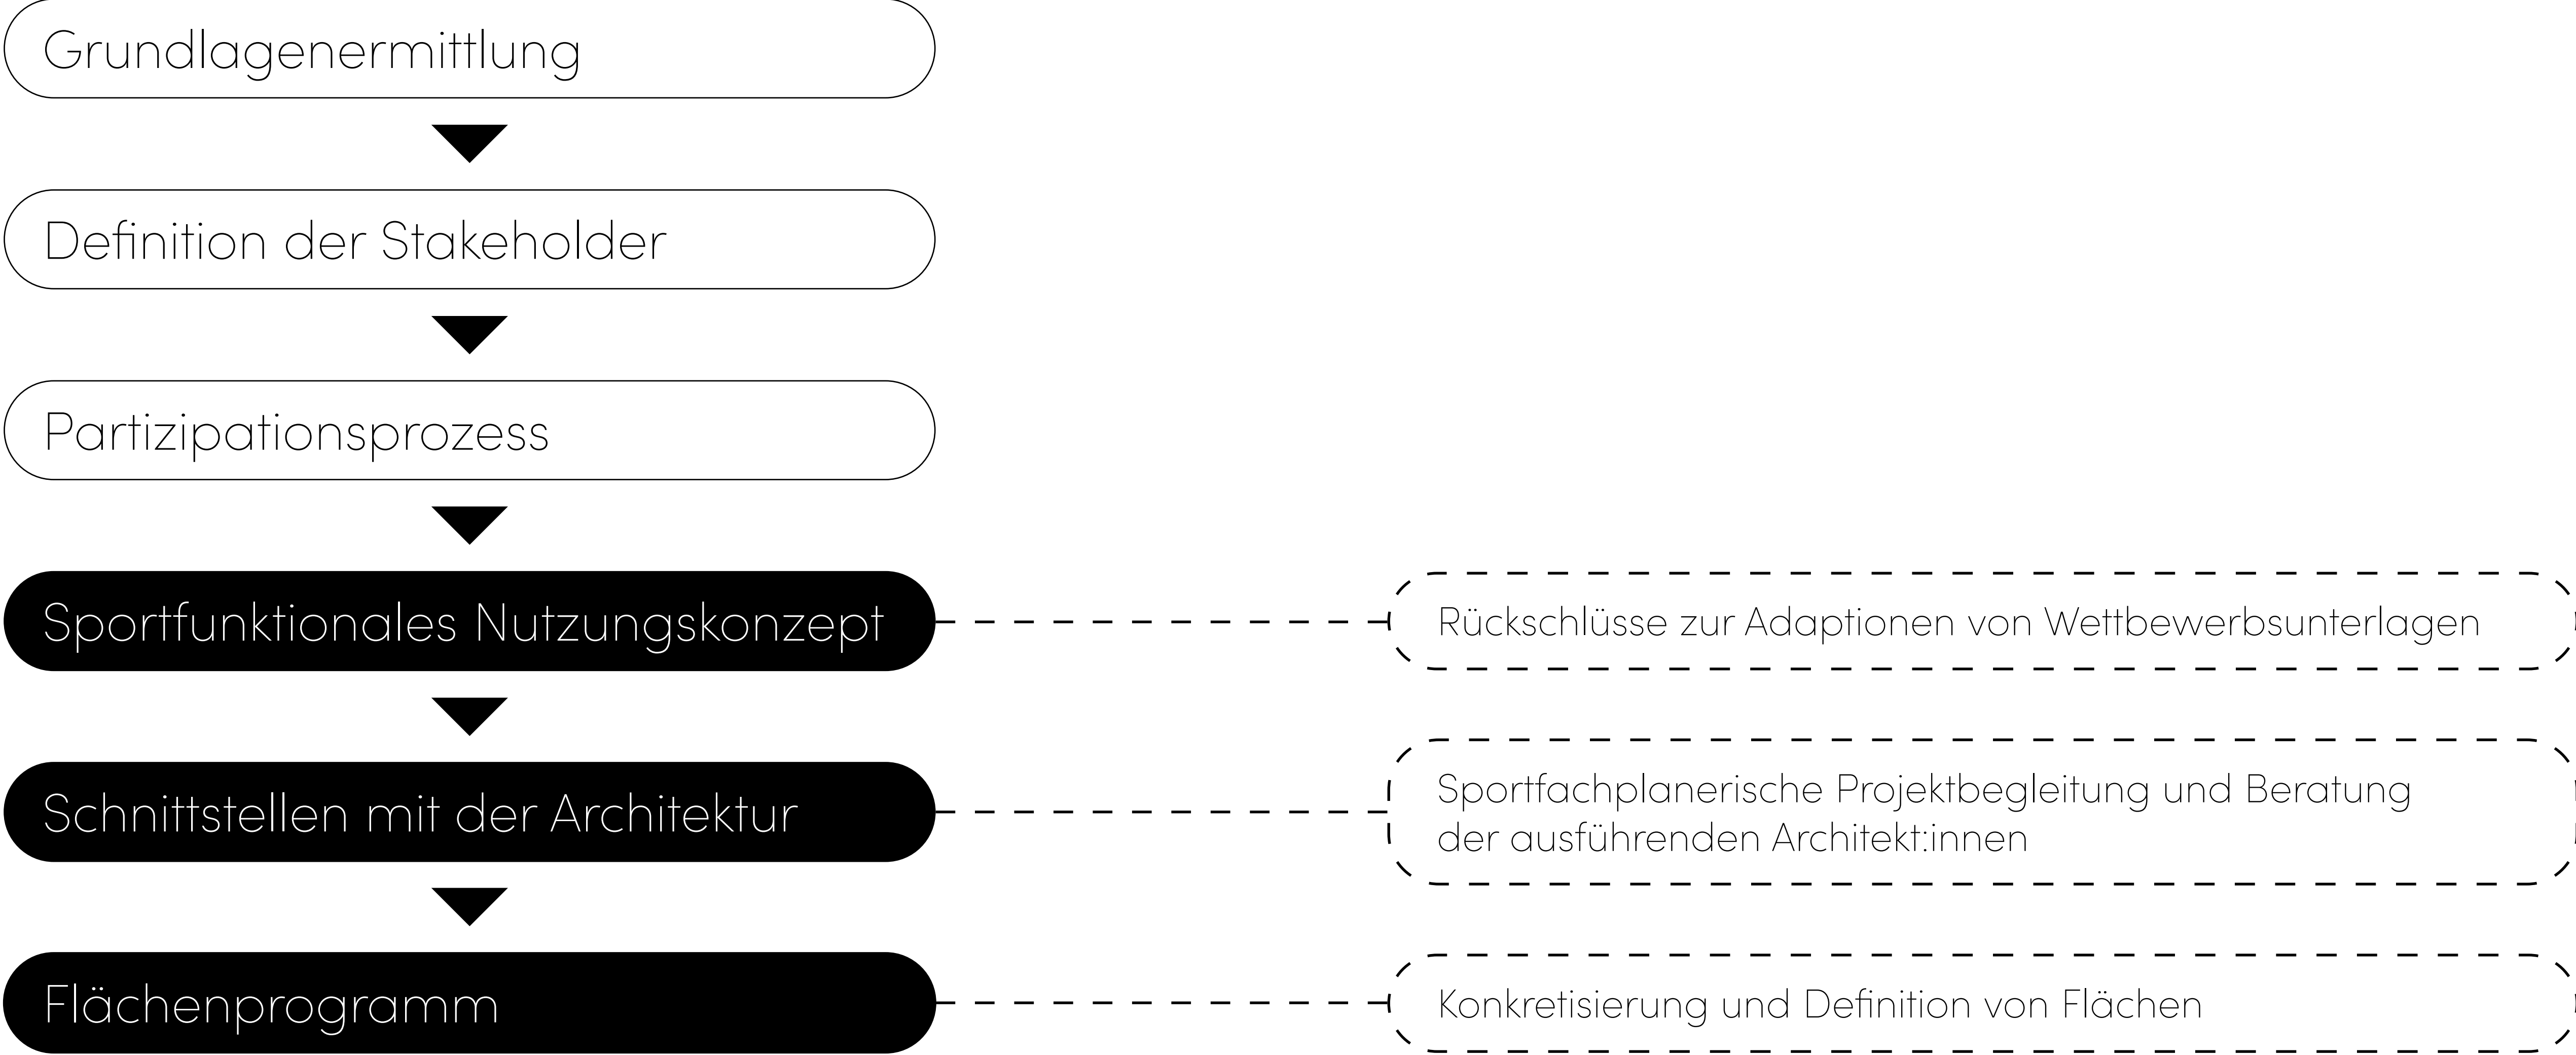 Grundlagenermittlung
Definition der Stakeholder
Partizipationsprozess
Sportfunktionales Nutzungskonzept
Rückschlüsse zur Adaptionen von Wettbewerbsunterlagen
Schnittstellen mit der Architektur
Sportfachplanerische Projektbegleitung und Beratung
der ausführenden Architekt:innen
Flächenprogramm
Konkretisierung und Definition von Flächen